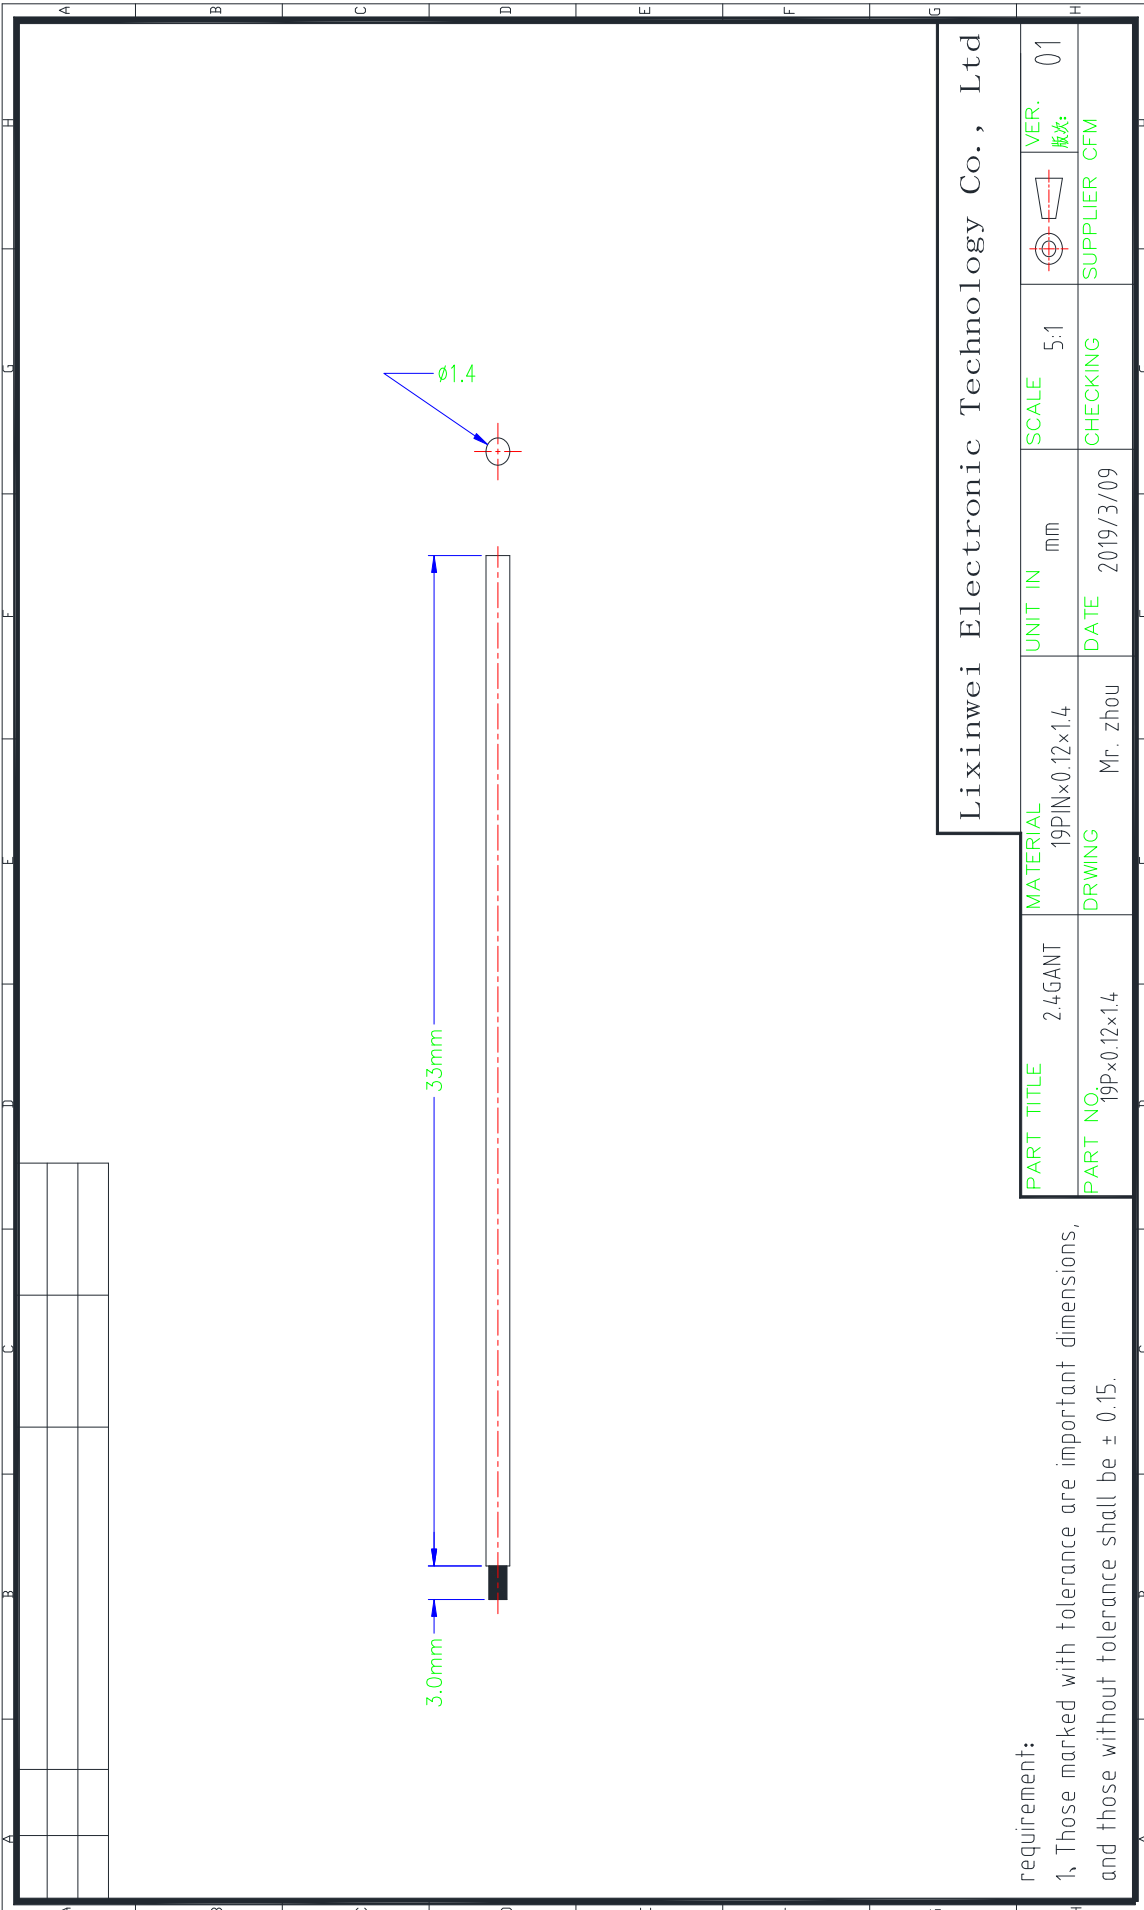 A B C D E F G H
ø1.4
33mm
3.0mm
Lixinwei Electronic Technology Co., Ltd
PART TITLE
2.4GANT
MATERIAL
19PIN×0.12×1.4
UNIT IN
mm
SCALE
5:1
VER.
版次:
01
PART NO.
19P×0.12×1.4
DRWING
Mr. zhou
DATE
2019/3/09
CHECKING
SUPPLIER CFM
requirement:
1、Those marked with tolerance are important dimensions,
and those without tolerance shall be ± 0.15.
A B C D E F G H